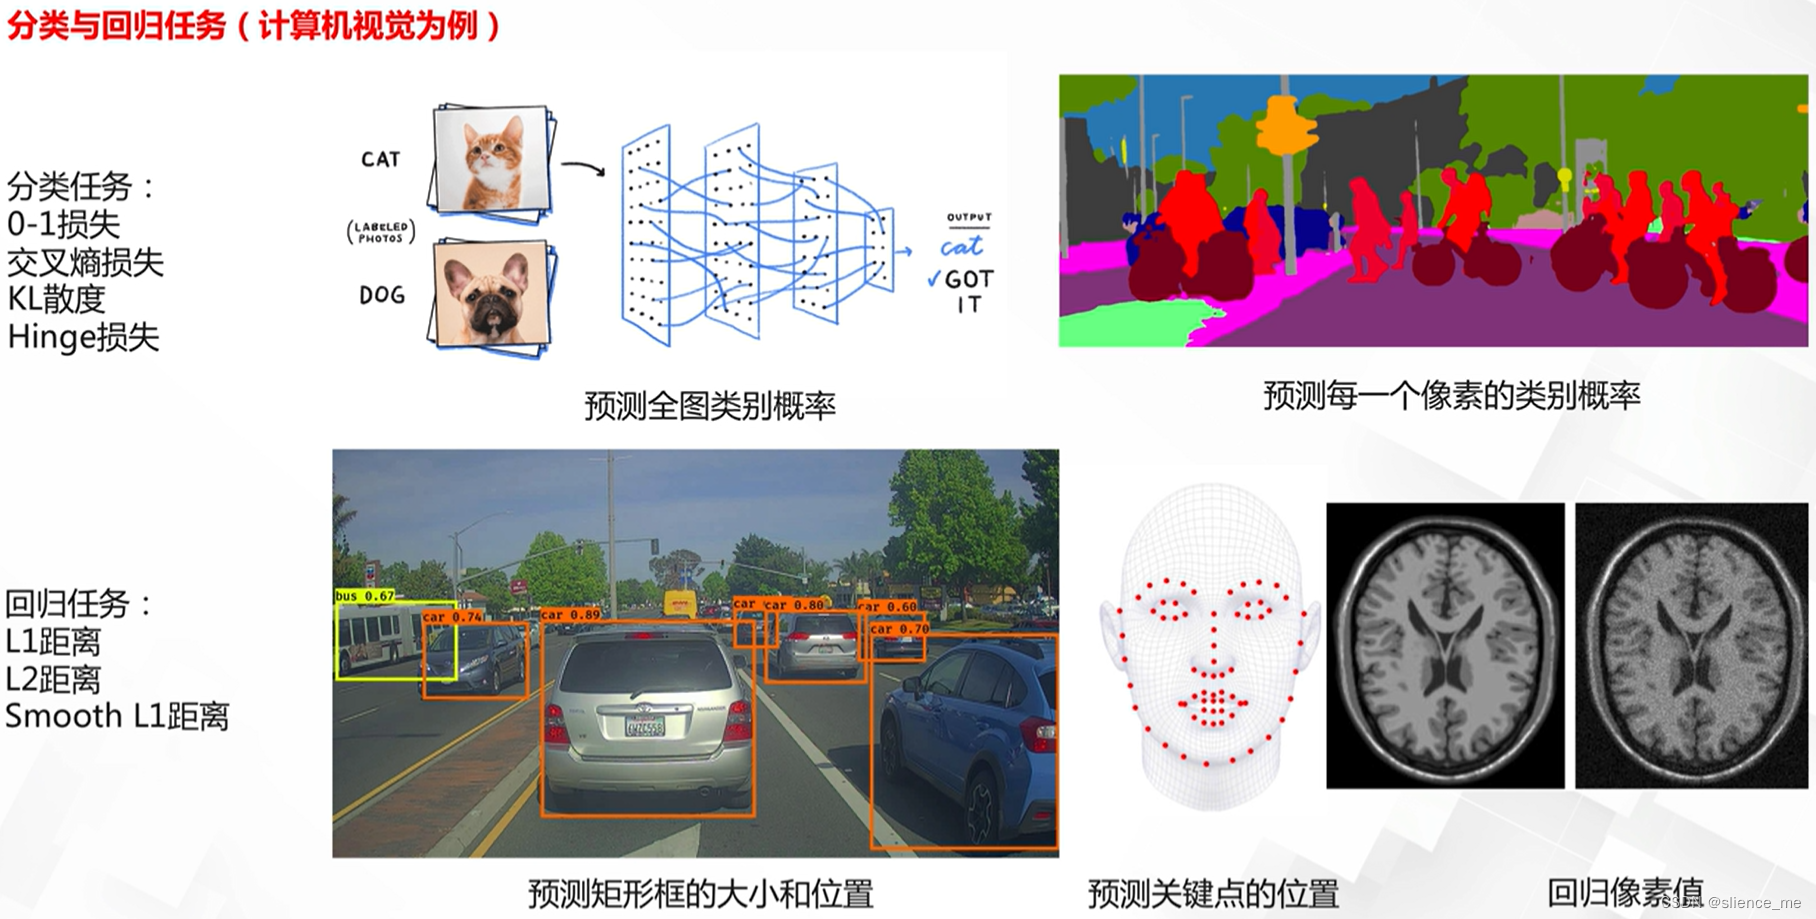 分类与回归任务（计算机视觉为例）
CAT
(LABELED
PHOTOS)
DOG
OUTPUT
cat
✓GOT
IT
分类任务：
0-1损失
交叉熵损失
KL散度
Hinge损失
预测全图类别概率
预测每一个像素的类别概率
回归任务：
L1距离
L2距离
Smooth L1距离
bus 0.67
car 0.74
car 0.89
car
car 0.80
car 0.60
car 0.70
预测矩形框的大小和位置
预测关键点的位置
回归像素值
CSDN @slience_me